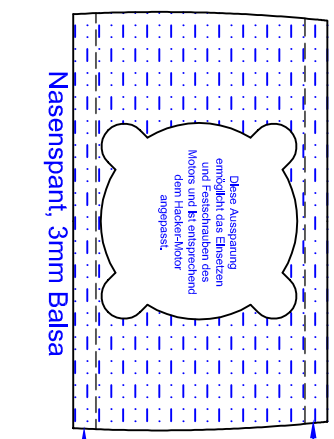 Diese Aussparung
ermöglicht das Einsetzen
und Festschrauben des
Motors und ist entsprechend
dem Hacker-Motor
angepasst.
Nasenspant, 3mm Balsa